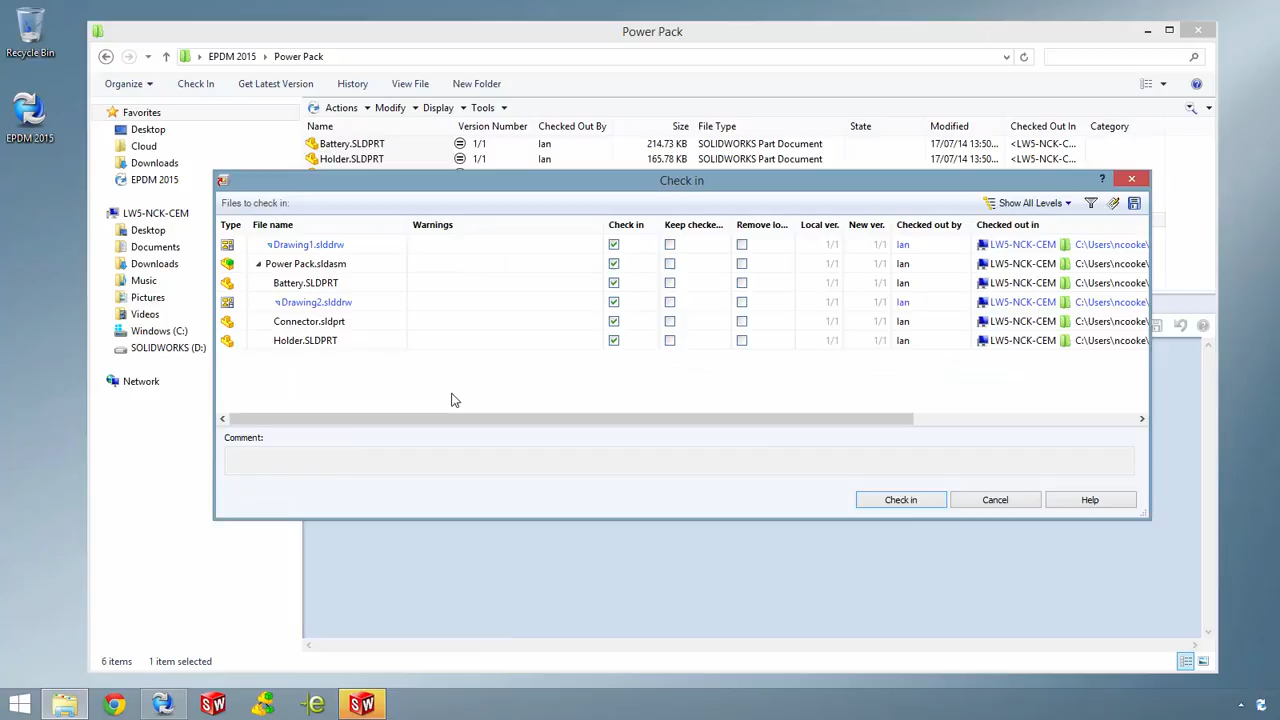 Recycle Bin
EPDM 2015
Power Pack
EPDM 2015 Power Pack
Organize Check In Get Latest Version History View File New Folder
Favorites
Desktop
Cloud
Downloads
EPDM 2015
LW5-NCK-CEM
Desktop
Documents
Downloads
Music
Pictures
Videos
Windows (C:)
SOLIDWORKS (D:)
Network
Actions Modify Display Tools
Name Version Number Checked Out By Size File Type State Modified Checked Out In Category
Battery.SLDPRT 1/1 Ian 214.73 KB SOLIDWORKS Part Document 17/07/14 13:50... <LW5-NCK-C...
Holder.SLDPRT 1/1 Ian 165.78 KB SOLIDWORKS Part Document 17/07/14 13:50... <LW5-NCK-C...
Check in ?
Files to check in: Show All Levels
Type File name Warnings Check in Keep checke... Remove lo... Local ver. New ver. Checked out by Checked out in
Drawing1.slddrw 1/1 1/1 Ian LW5-NCK-CEM C:\Users\ncooke\
Power Pack.sldasm 1/1 1/1 Ian LW5-NCK-CEM C:\Users\ncooke\
Battery.SLDPRT 1/1 1/1 Ian LW5-NCK-CEM C:\Users\ncooke\
Drawing2.slddrw 1/1 1/1 Ian LW5-NCK-CEM C:\Users\ncooke\
Connector.sldprt 1/1 1/1 Ian LW5-NCK-CEM C:\Users\ncooke\
Holder.SLDPRT 1/1 1/1 Ian LW5-NCK-CEM C:\Users\ncooke\
Comment:
Check in Cancel Help
6 items 1 item selected